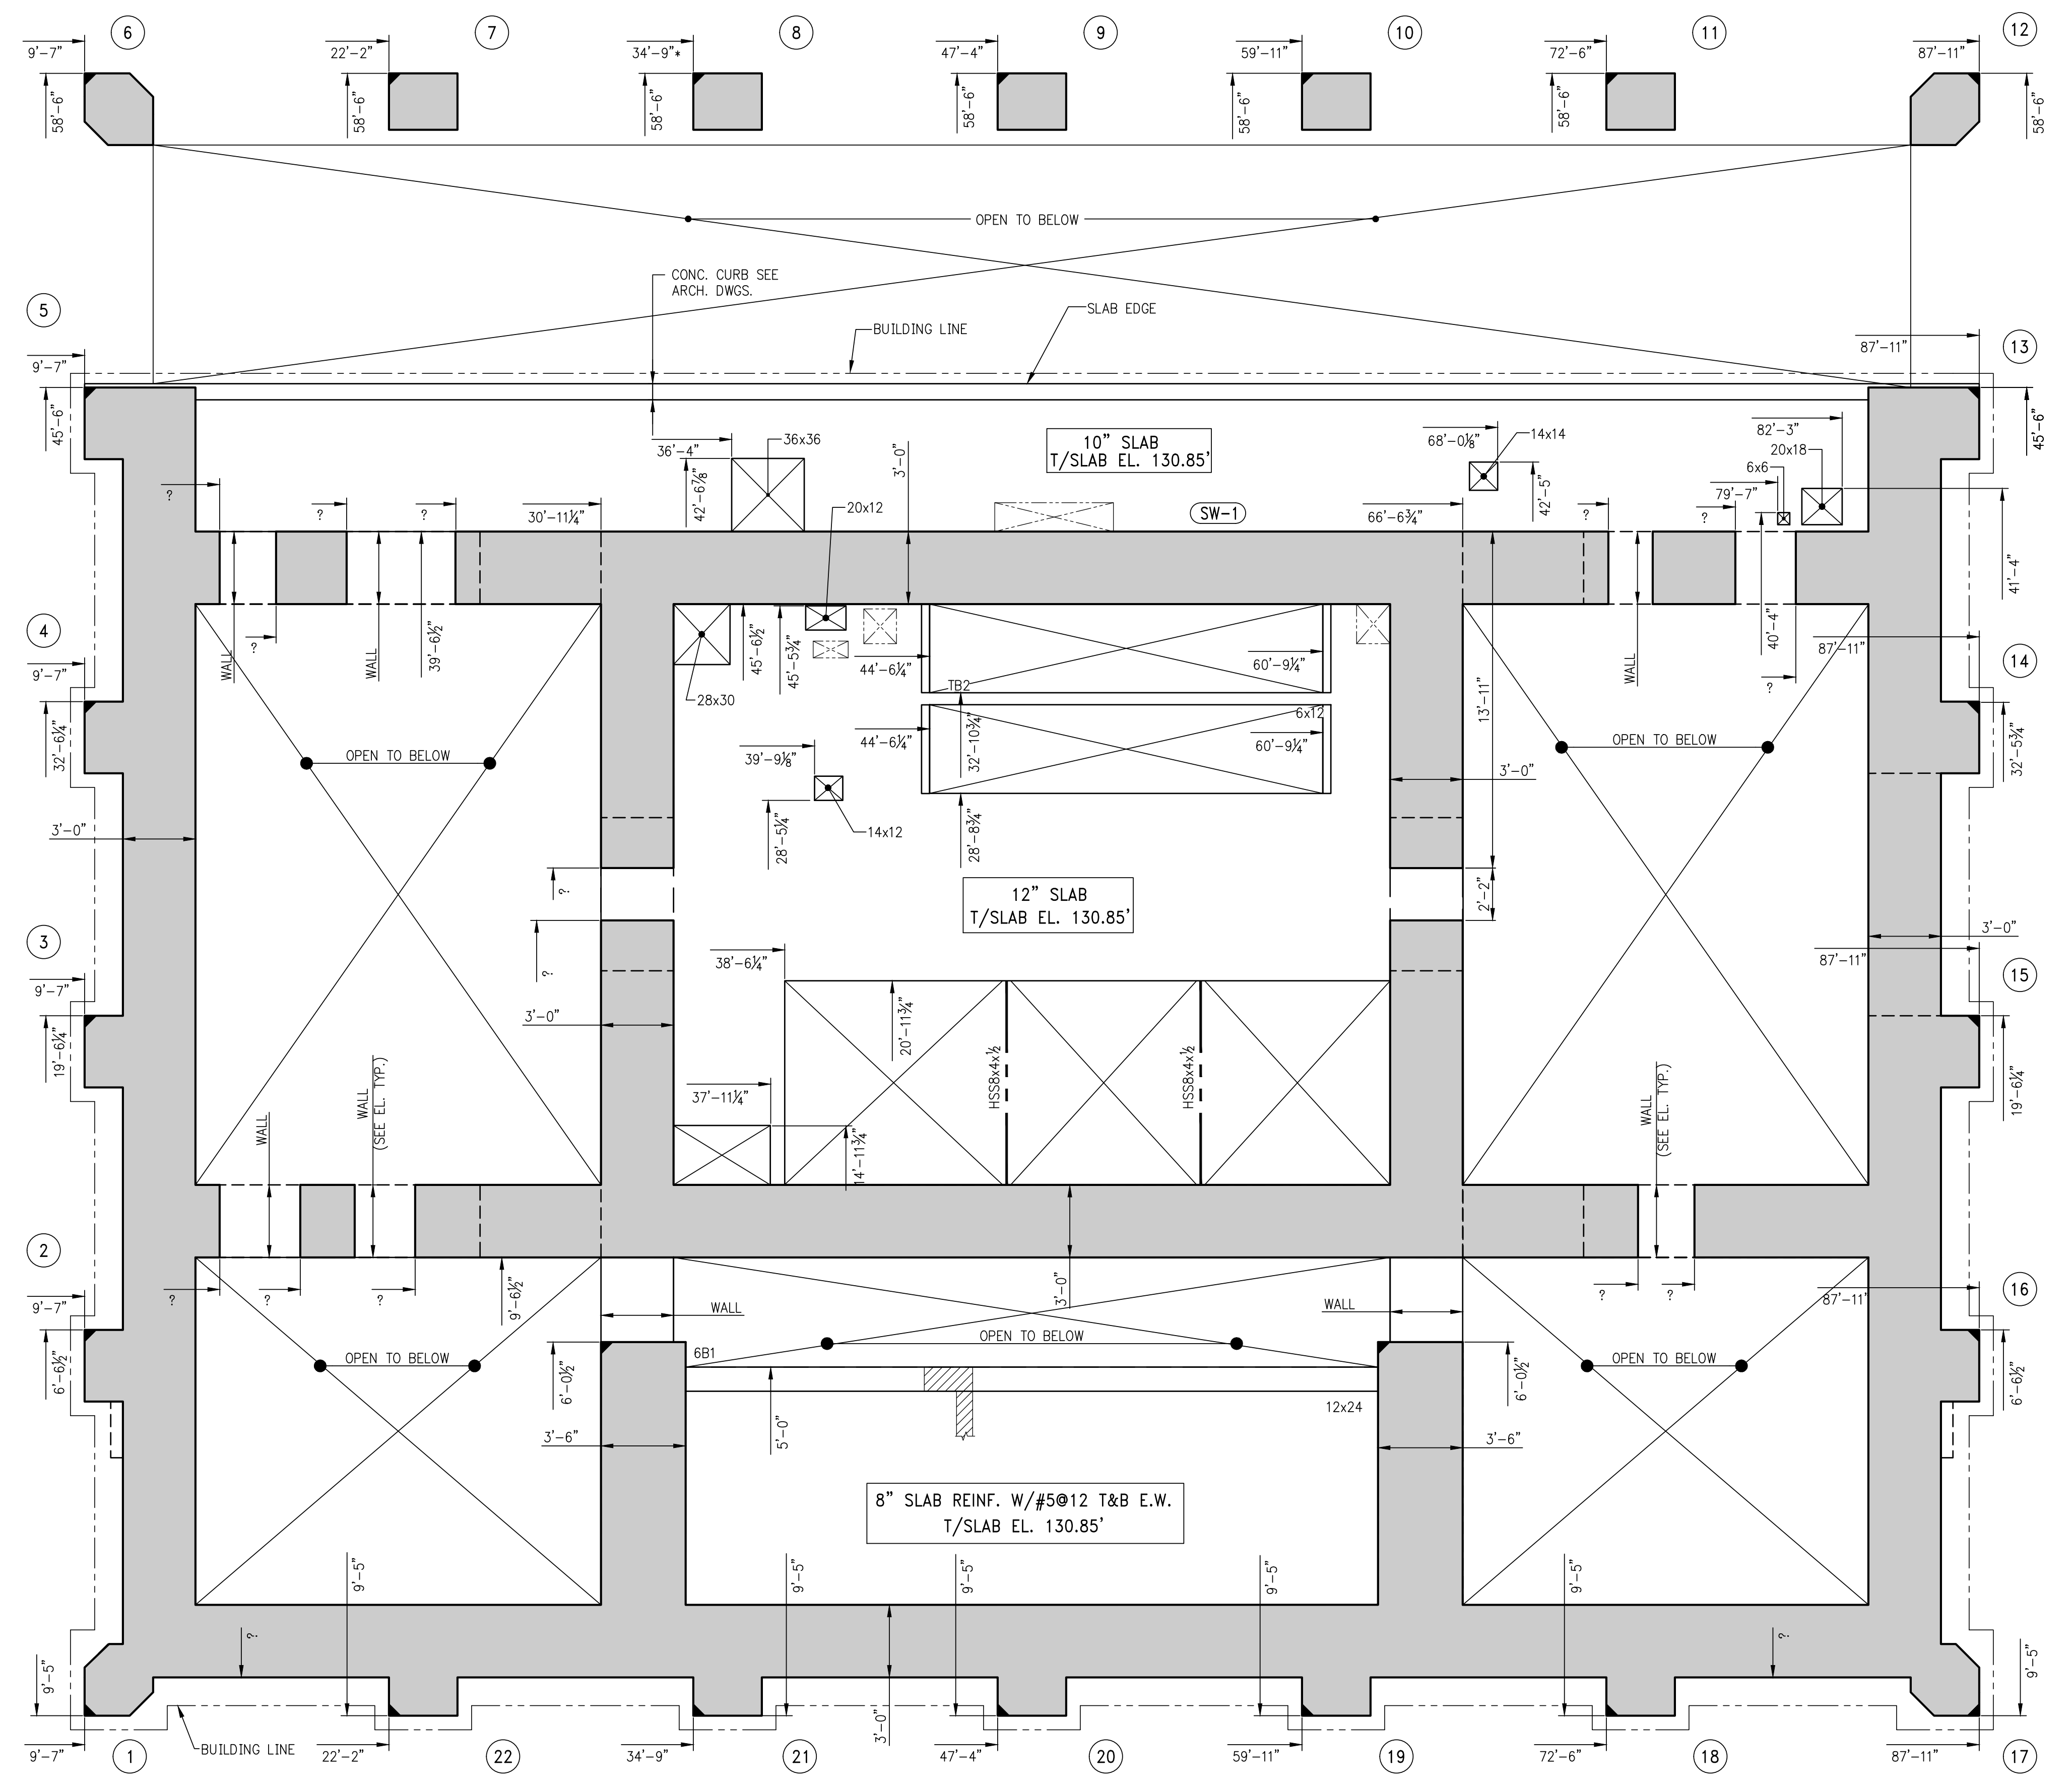 6
7
8
9
10
11
12
9'-7"
22'-2"
34'-9"*
47'-4"
59'-11"
72'-6"
87'-11"
58'-6"
58'-6"
58'-6"
58'-6"
58'-6"
58'-6"
58'-6"
OPEN TO BELOW
CONC. CURB SEE
ARCH. DWGS.
SLAB EDGE
BUILDING LINE
5
13
9'-7"
87'-11"
45'-6"
45'-6"
10" SLAB
T/SLAB EL. 130.85'
36'-4"
36x36
42'-6⅞"
3'-0"
68'-0⅛"
14x14
42'-5"
82'-3"
20x18
6x6
79'-7"
?
?
?
30'-11¼"
20x12
SW-1
66'-6¾"
?
?
41'-4"
40'-4"
4
14
9'-7"
87'-11"
WALL
?
WALL
39'-6½"
28x30
45'-6½"
45'-5¾"
44'-6¼"
60'-9¼"
TB2
6x12
44'-6¼"
60'-9¼"
32'-10¾"
13'-11"
WALL
?
32'-6¼"
32'-5¾"
OPEN TO BELOW
OPEN TO BELOW
39'-9⅛"
14x12
28'-5¼"
28'-8¾"
3'-0"
3'-0"
?
?
12" SLAB
T/SLAB EL. 130.85'
2'-2"
3
15
9'-7"
87'-11"
3'-0"
38'-6¼"
20'-11¾"
3'-0"
19'-6¼"
19'-6¼"
HSS8x4x½
HSS8x4x½
37'-11¼"
14'-11¾"
WALL
WALL
(SEE EL. TYP.)
WALL
(SEE EL. TYP.)
2
16
9'-7"
87'-11'
?
?
?
9'-6½"
3'-0"
WALL
WALL
?
?
OPEN TO BELOW
OPEN TO BELOW
OPEN TO BELOW
6'-6½"
6'-6½"
6'-0½"
6'-0½"
6B1
12x24
5'-0"
3'-6"
3'-6"
8" SLAB REINF. W/#5@12 T&B E.W.
T/SLAB EL. 130.85'
9'-5"
9'-5"
9'-5"
9'-5"
9'-5"
?
?
9'-5"
9'-5"
3'-0"
BUILDING LINE
9'-7"
22'-2"
34'-9"
47'-4"
59'-11"
72'-6"
87'-11"
1
22
21
20
19
18
17